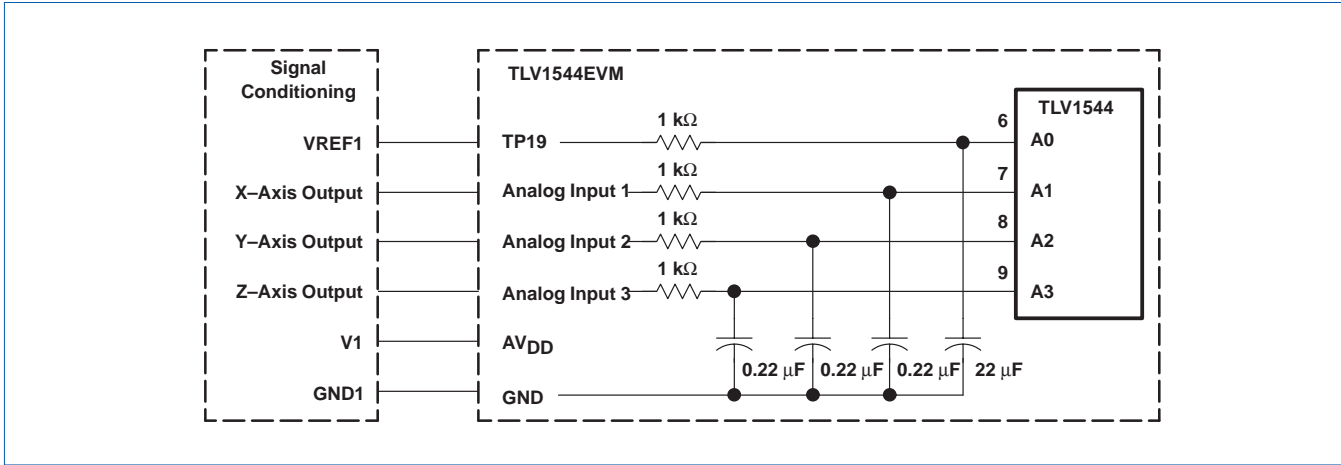 Signal
Conditioning
TLV1544EVM
TLV1544
VREF1
TP19
1 kΩ
6
A0
X–Axis Output
Analog Input 1
1 kΩ
7
A1
Y–Axis Output
Analog Input 2
1 kΩ
8
A2
Z–Axis Output
Analog Input 3
1 kΩ
9
A3
V1
AVDD
0.22 μF
0.22 μF
0.22 μF
22 μF
GND1
GND